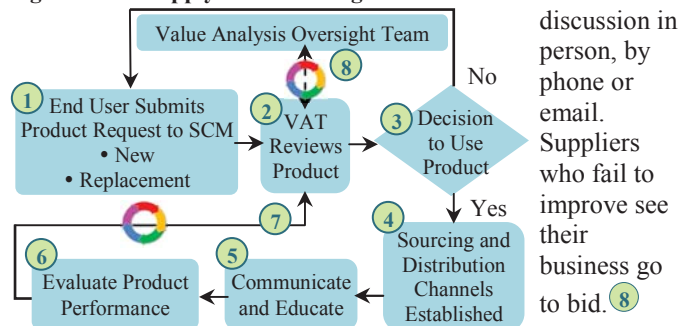 Value Analysis Oversight Team
8
No
1
End User Submits
Product Request to SCM
• New
• Replacement
2
VAT
Reviews
Product
3
Decision
to Use
Product
Yes
4
Sourcing and
Distribution
Channels
Established
5
Communicate
and Educate
6
Evaluate Product
Performance
7
discussion in
person, by
phone or
email.
Suppliers
who fail to
improve see
their
business go
to bid. 8